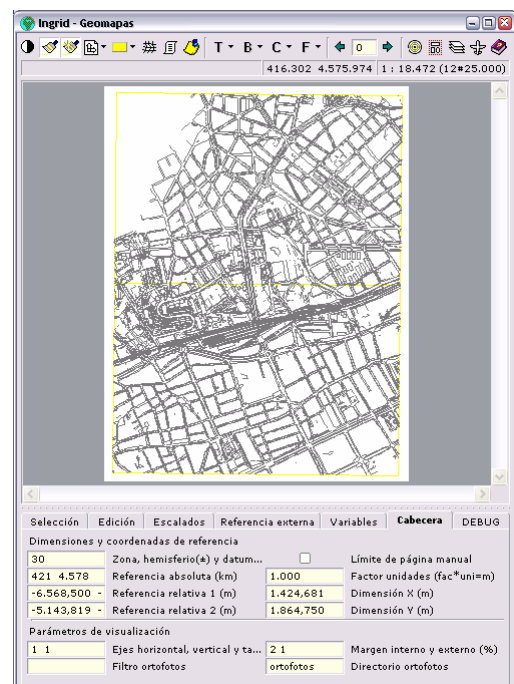 Ingrid - Geomapas
T B C F 0
416.302 4.575.974 1 : 18.472 (12#25.000)
Selección Edición Escalados Referencia externa Variables Cabecera DEBUG
Dimensiones y coordenadas de referencia
30 Zona, hemisferio(±) y datum... Límite de página manual
421 4.578 Referencia absoluta (km) 1.000 Factor unidades (fac*uni=m)
-6.568,500 - Referencia relativa 1 (m) 1.424,681 Dimensión X (m)
-5.143,819 - Referencia relativa 2 (m) 1.864,750 Dimensión Y (m)
Parámetros de visualización
1 1 Ejes horizontal, vertical y ta... 2 1 Margen interno y externo (%)
Filtro ortofotos ortofotos Directorio ortofotos